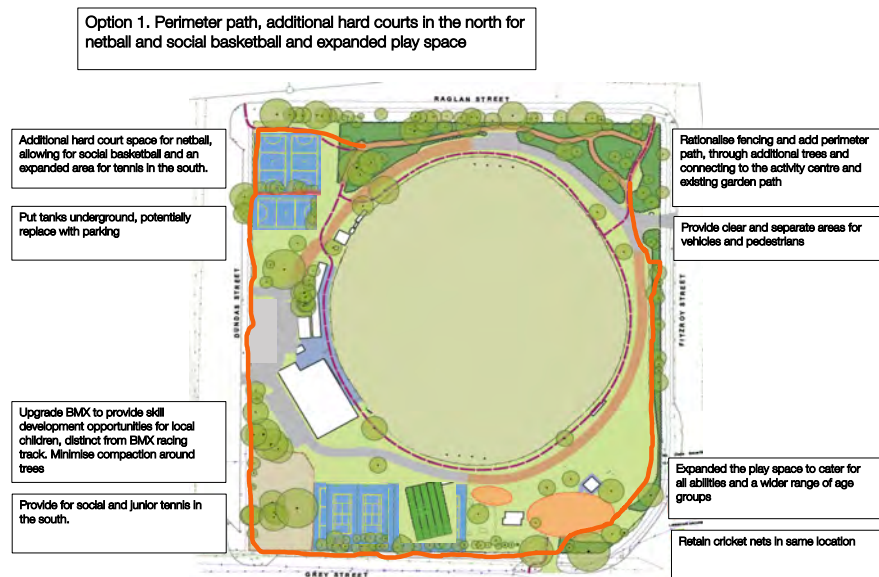 Option 1. Perimeter path, additional hard courts in the north for
netball and social basketball and expanded play space
RAGLAN STREET
Additional hard court space for netball,
allowing for social basketball and an
expanded area for tennis in the south.
Put tanks underground, potentially
replace with parking
Rationalise fencing and add perimeter
path, through additional trees and
connecting to the activity centre and
existing garden path
Provide clear and separate areas for
vehicles and pedestrians
DUNDAS STREET
FITZROY STREET
Upgrade BMX to provide skill
development opportunities for local
children, distinct from BMX racing
track. Minimise compaction around
trees
Provide for social and junior tennis in
the south.
Expanded the play space to cater for
all abilities and a wider range of age
groups
Retain cricket nets in same location
GREY STREET